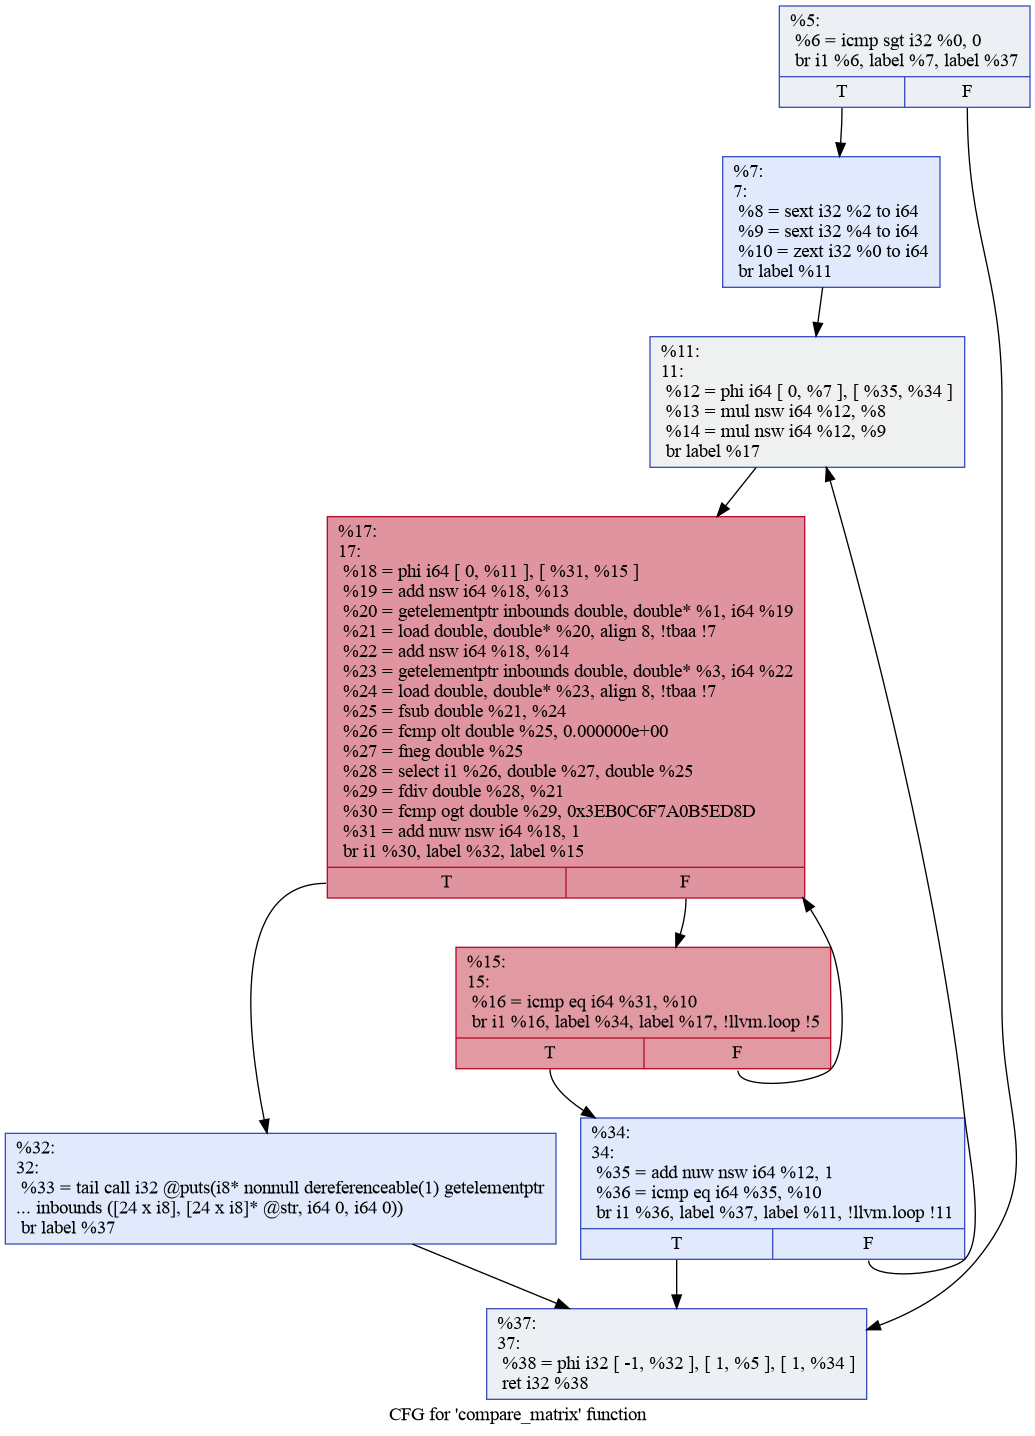 %5:
%6 = icmp sgt i32 %0, 0
br i1 %6, label %7, label %37
T F
%7:
7:
%8 = sext i32 %2 to i64
%9 = sext i32 %4 to i64
%10 = zext i32 %0 to i64
br label %11
%11:
11:
%12 = phi i64 [ 0, %7 ], [ %35, %34 ]
%13 = mul nsw i64 %12, %8
%14 = mul nsw i64 %12, %9
br label %17
%17:
17:
%18 = phi i64 [ 0, %11 ], [ %31, %15 ]
%19 = add nsw i64 %18, %13
%20 = getelementptr inbounds double, double* %1, i64 %19
%21 = load double, double* %20, align 8, !tbaa !7
%22 = add nsw i64 %18, %14
%23 = getelementptr inbounds double, double* %3, i64 %22
%24 = load double, double* %23, align 8, !tbaa !7
%25 = fsub double %21, %24
%26 = fcmp olt double %25, 0.000000e+00
%27 = fneg double %25
%28 = select i1 %26, double %27, double %25
%29 = fdiv double %28, %21
%30 = fcmp ogt double %29, 0x3EB0C6F7A0B5ED8D
%31 = add nuw nsw i64 %18, 1
br i1 %30, label %32, label %15
T F
%15:
15:
%16 = icmp eq i64 %31, %10
br i1 %16, label %34, label %17, !llvm.loop !5
T F
%32:
32:
%33 = tail call i32 @puts(i8* nonnull dereferenceable(1) getelementptr
... inbounds ([24 x i8], [24 x i8]* @str, i64 0, i64 0))
br label %37
%34:
34:
%35 = add nuw nsw i64 %12, 1
%36 = icmp eq i64 %35, %10
br i1 %36, label %37, label %11, !llvm.loop !11
T F
%37:
37:
%38 = phi i32 [ -1, %32 ], [ 1, %5 ], [ 1, %34 ]
ret i32 %38
CFG for 'compare_matrix' function